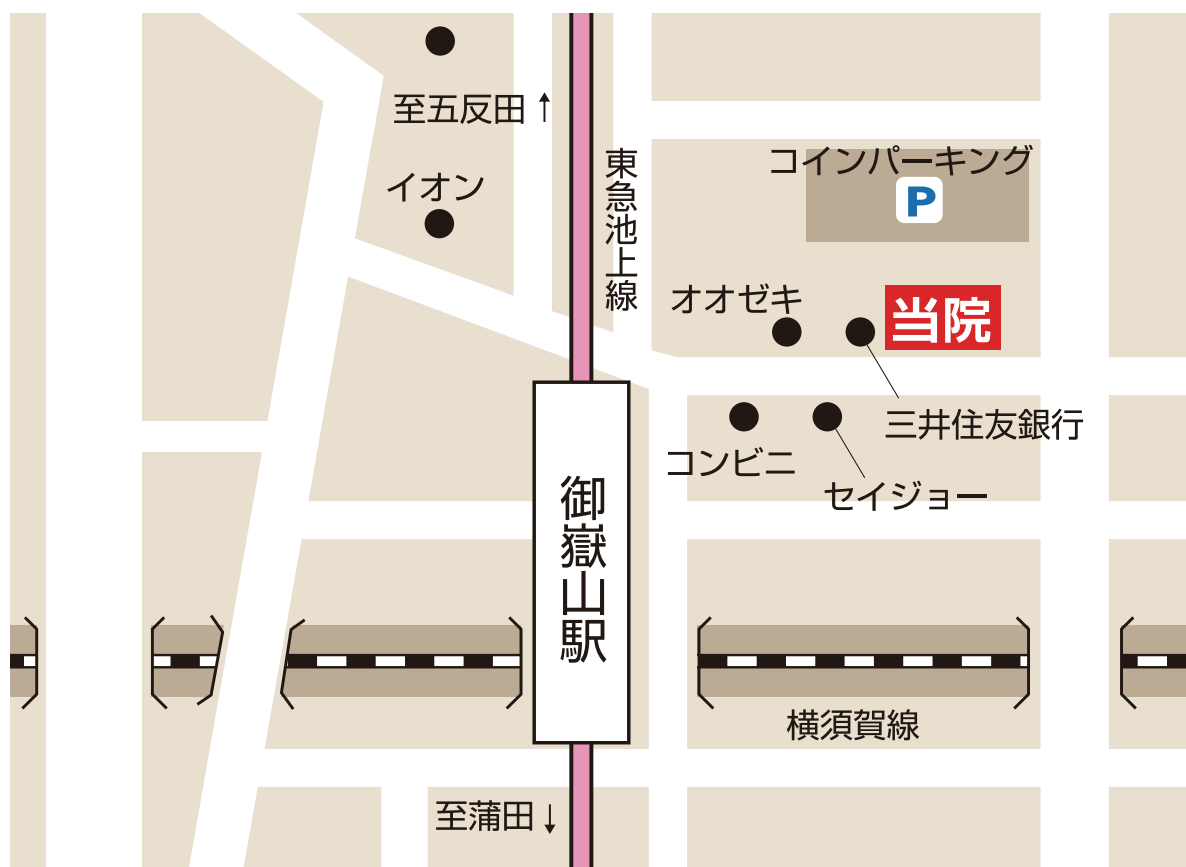 至五反田↑
コインパーキング
P
イオン
東急池上線
オオゼキ
当院
三井住友銀行
コンビニ
セイジョー
御嶽山駅
横須賀線
至蒲田↓